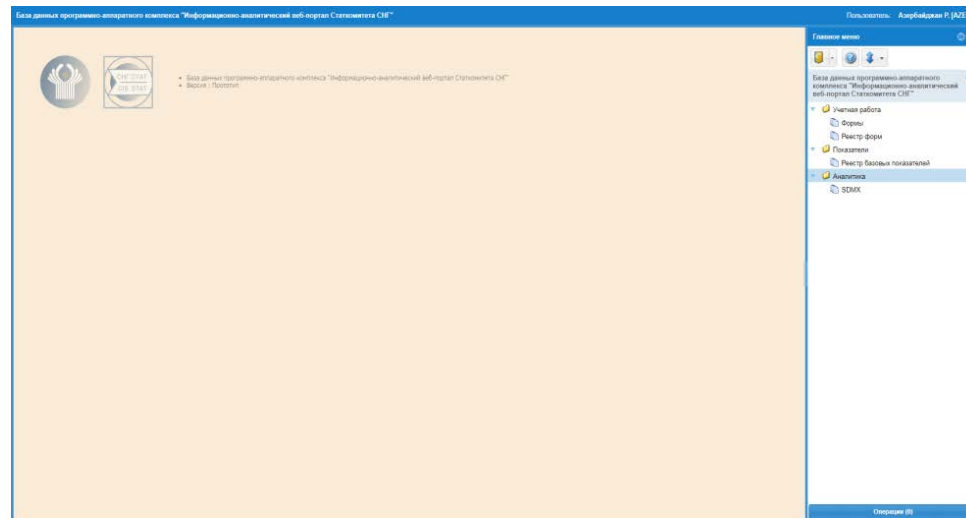 База данных программно-аппаратного комплекса "Информационно-аналитический веб-портал Статкомитета СНГ"
Пользователь: Азербайджан Р. [AZE
Главное меню
СНГ СТАТ
CIS STAT
База данных программно-аппаратного комплекса "Информационно-аналитический веб-портал Статкомитета СНГ"
Версия : Прототип
База данных программно-аппаратного
комплекса "Информационно-аналитический
веб-портал Статкомитета СНГ"
Учетная работа
Формы
Реестр форм
Показатели
Реестр базовых показателей
Аналитика
SDMX
Операции (0)